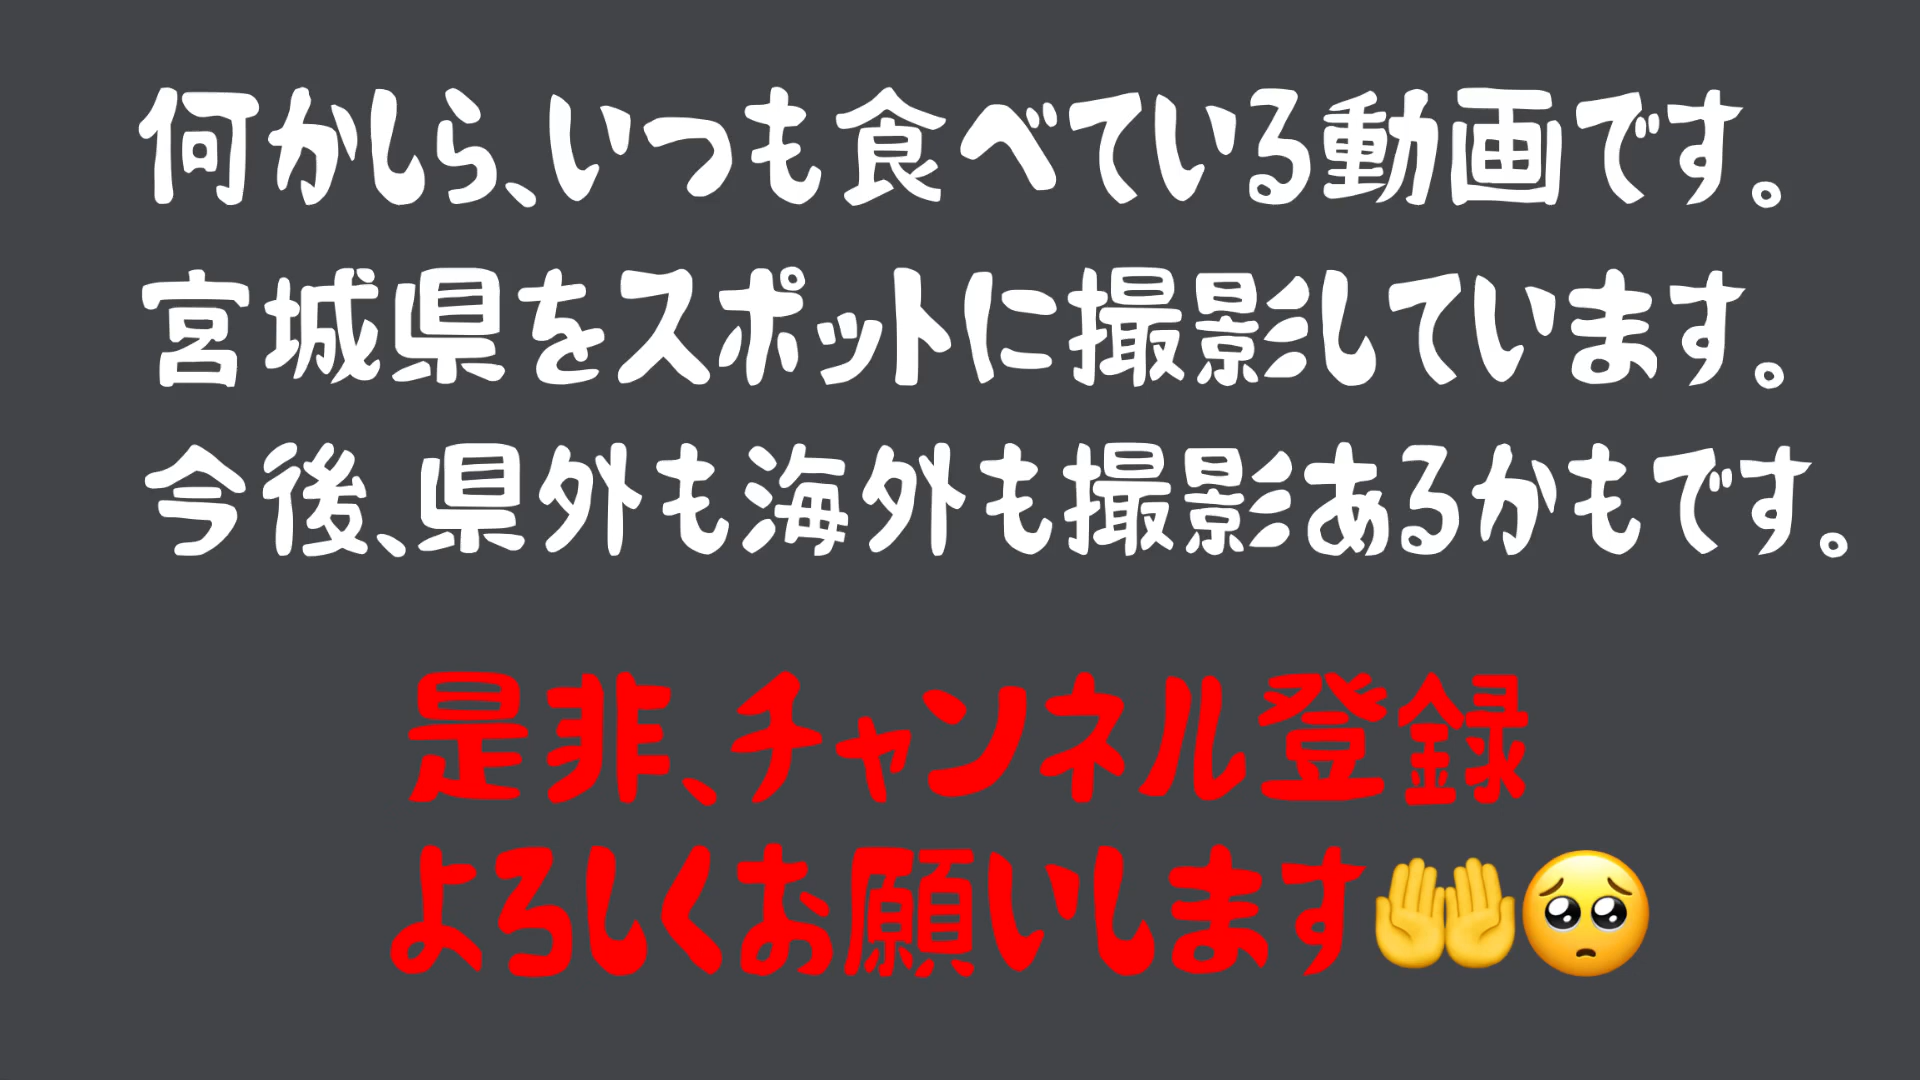 何かしら、いつも食べている動画です。
宮城県をスポットに撮影しています。
今後、県外も海外も撮影あるかもです。
是非、チャンネル登録
よろしくお願いします🤲🥺